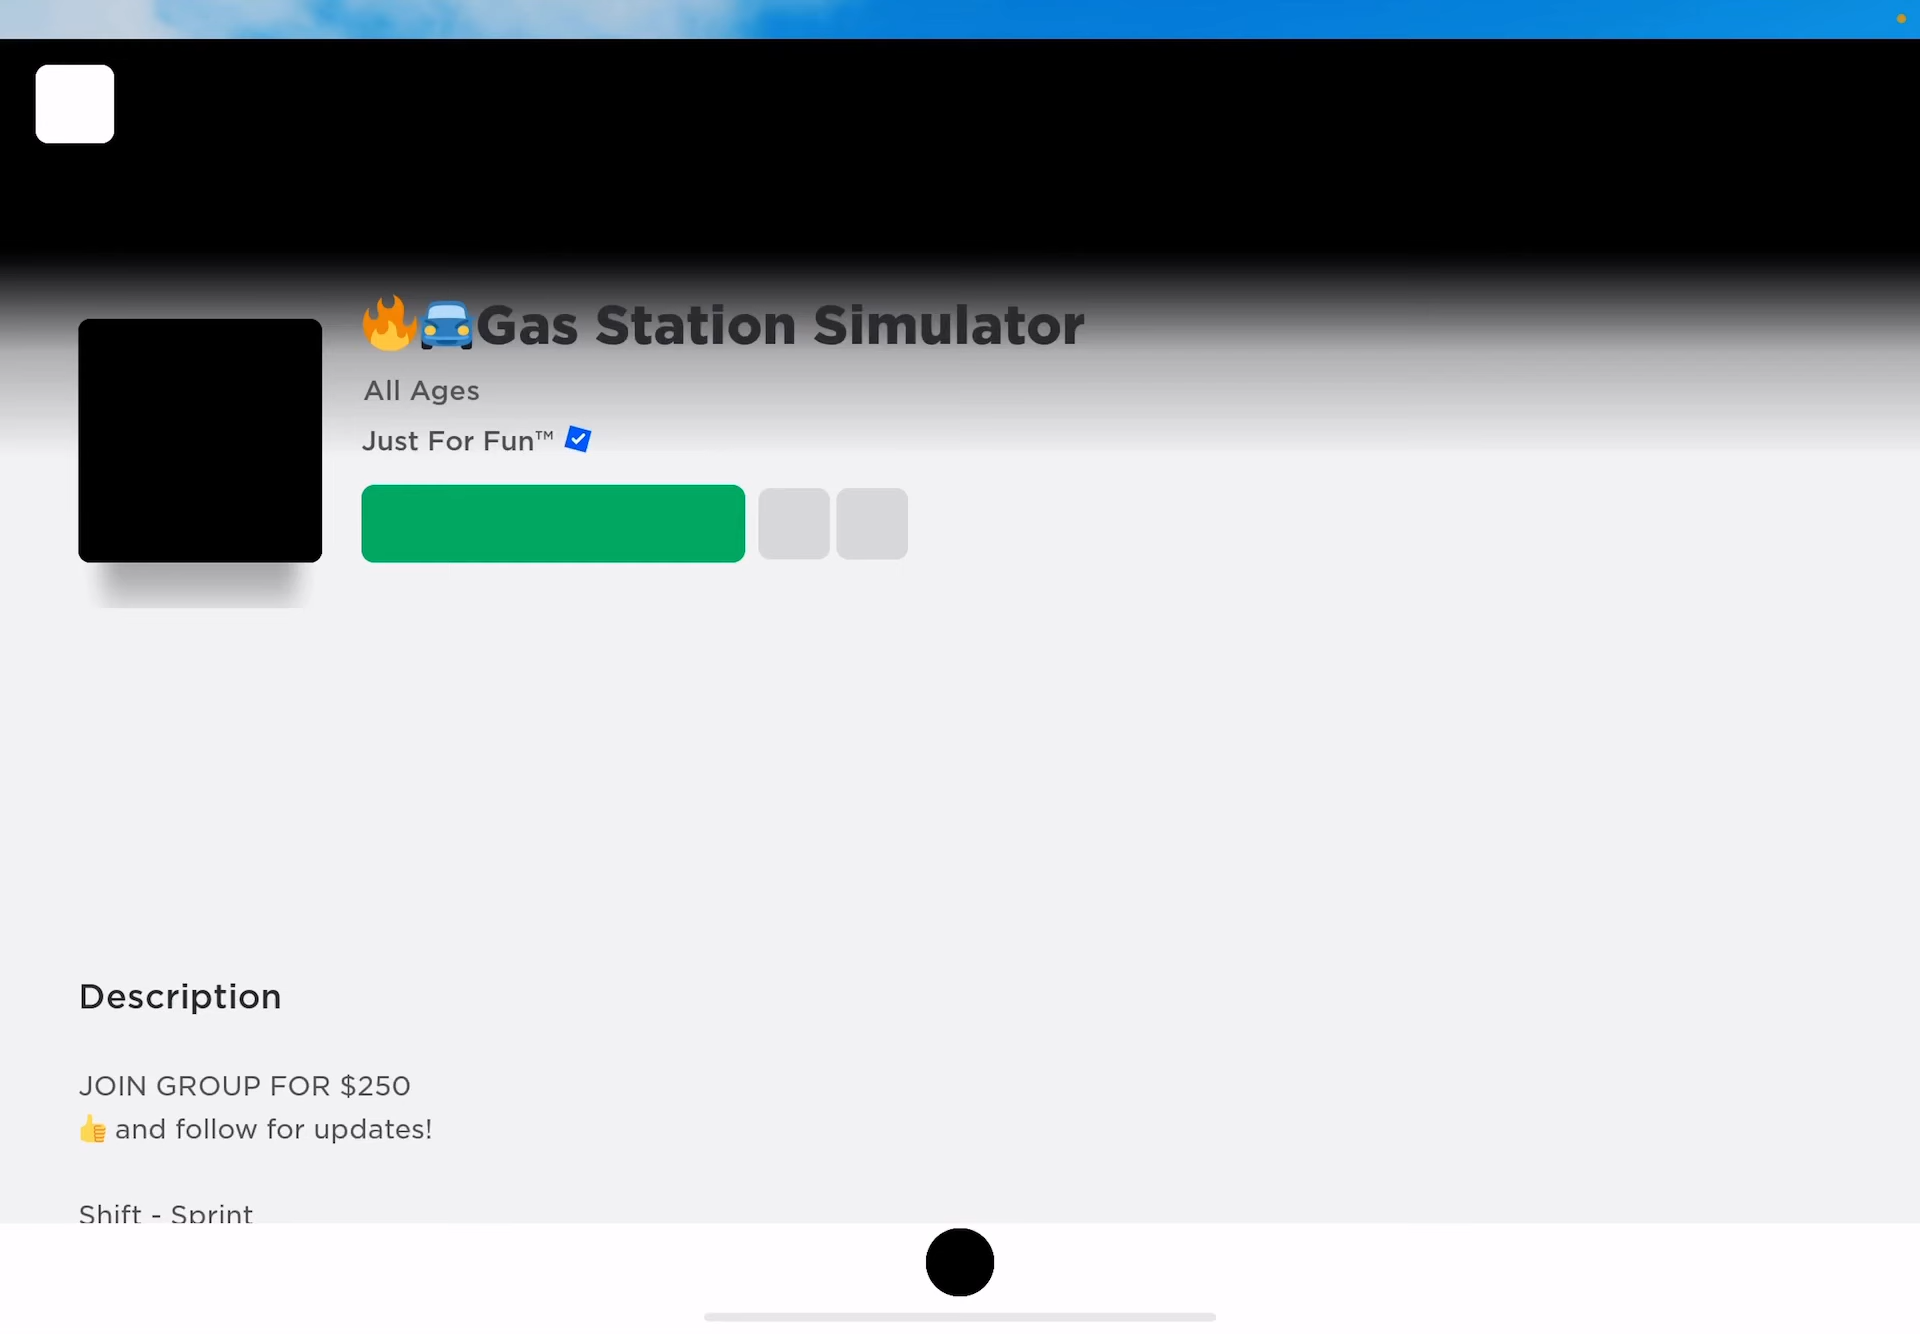 🔥🚙Gas Station Simulator
All Ages
Just For Fun™
Description
JOIN GROUP FOR $250
👍 and follow for updates!
Shift - Sprint